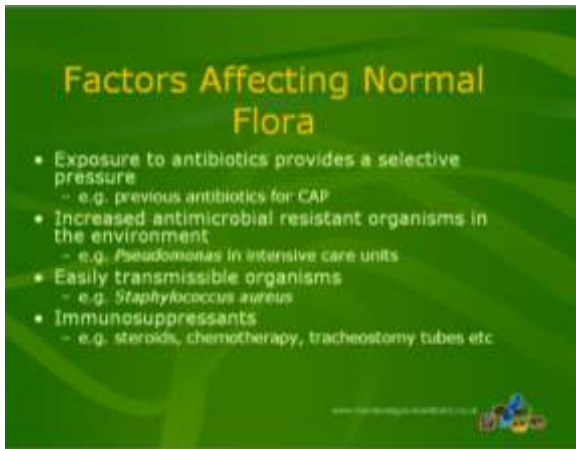 Factors Affecting Normal
Flora
• Exposure to antibiotics provides a selective
pressure
– e.g. previous antibiotics for CAP
• Increased antimicrobial resistant organisms in
the environment
– e.g. Pseudomonas in intensive care units
• Easily transmissible organisms
– e.g. Staphylococcus aureus
• Immunosuppressants
– e.g. steroids, chemotherapy, tracheostomy tubes etc